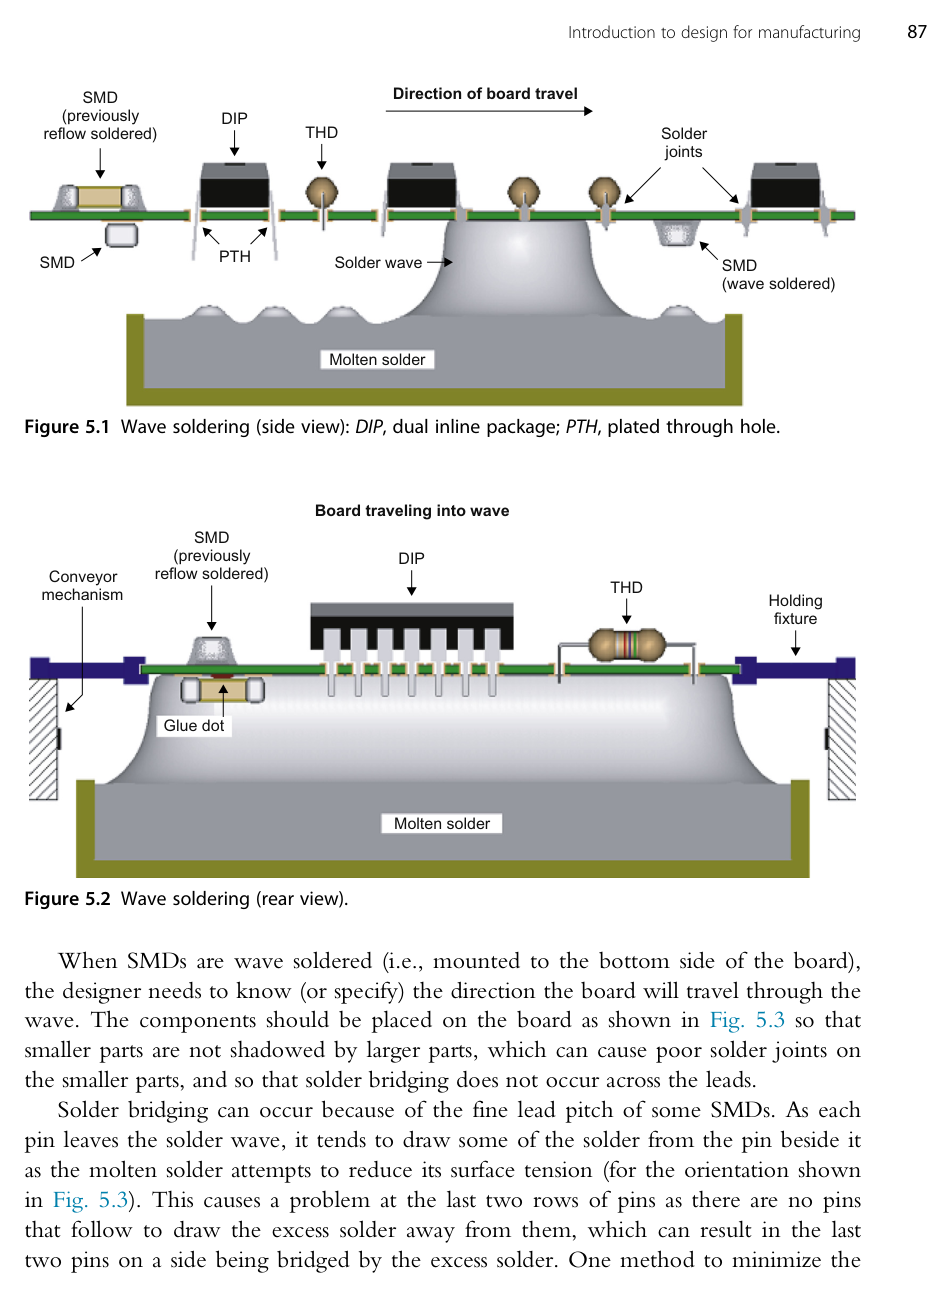 Introduction to design for manufacturing 87
Direction of board travel
SMD
(previously
reflow soldered)
DIP
THD
Solder
joints
SMD
PTH
Solder wave
SMD
(wave soldered)
Molten solder
Figure 5.1 Wave soldering (side view): DIP, dual inline package; PTH, plated through hole.
Board traveling into wave
SMD
(previously
reflow soldered)
DIP
Conveyor
mechanism
THD
Holding
fixture
Glue dot
Molten solder
Figure 5.2 Wave soldering (rear view).
When SMDs are wave soldered (i.e., mounted to the bottom side of the board),
the designer needs to know (or specify) the direction the board will travel through the
wave. The components should be placed on the board as shown in Fig. 5.3 so that
smaller parts are not shadowed by larger parts, which can cause poor solder joints on
the smaller parts, and so that solder bridging does not occur across the leads.
Solder bridging can occur because of the fine lead pitch of some SMDs. As each
pin leaves the solder wave, it tends to draw some of the solder from the pin beside it
as the molten solder attempts to reduce its surface tension (for the orientation shown
in Fig. 5.3). This causes a problem at the last two rows of pins as there are no pins
that follow to draw the excess solder away from them, which can result in the last
two pins on a side being bridged by the excess solder. One method to minimize the